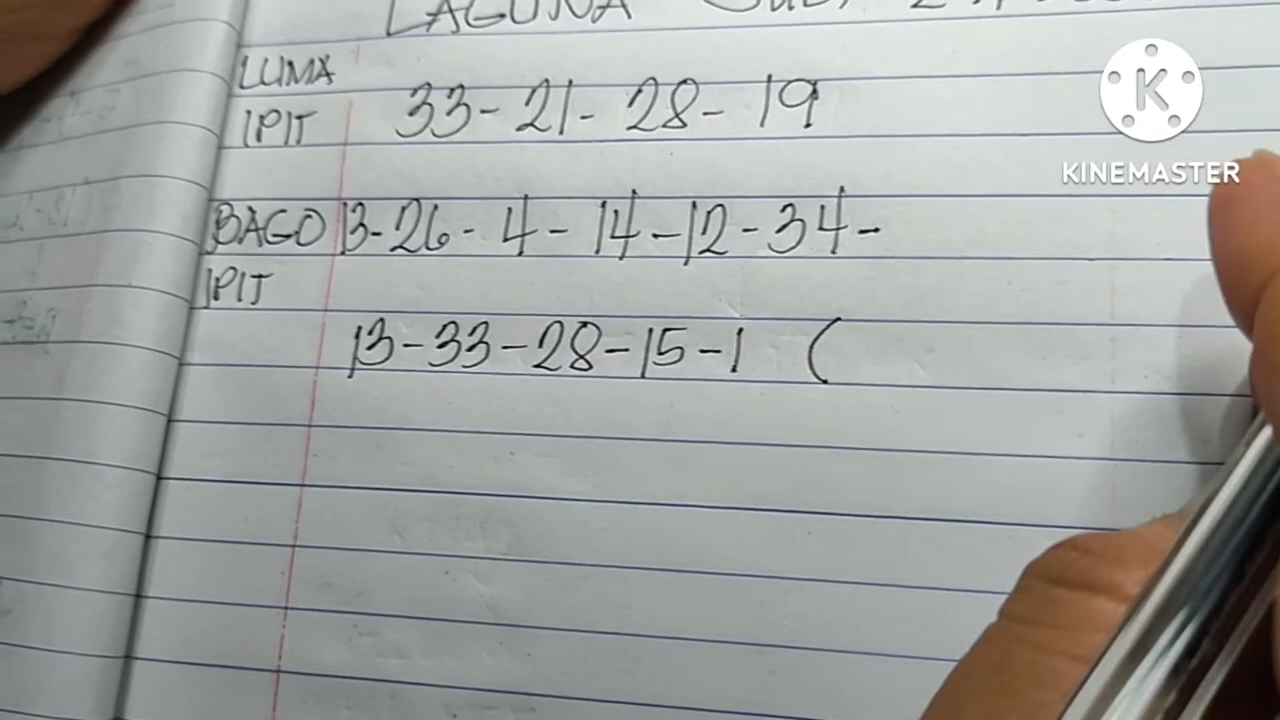 LAGUNA
LUMA
IPIT 33-21-28-19
BAGO 13-26-4-14-12-34-
IPIT
13-33-28-15-1 (
K
KINEMASTER